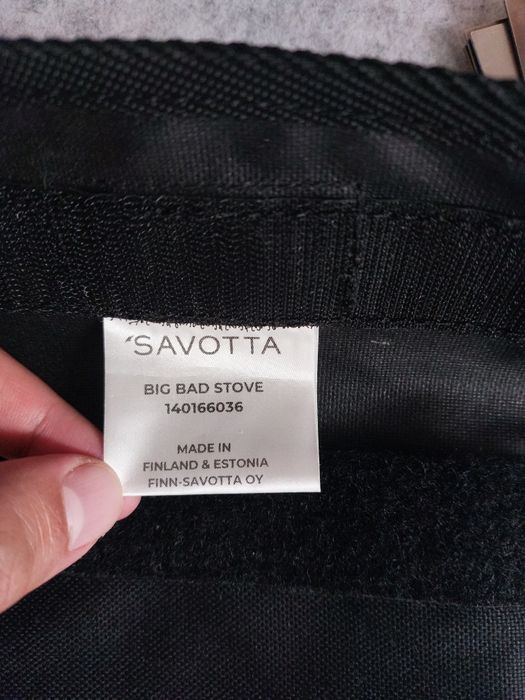 'SAVOTTA
BIG BAD STOVE
140166036
MADE IN
FINLAND & ESTONIA
FINN-SAVOTTA OY